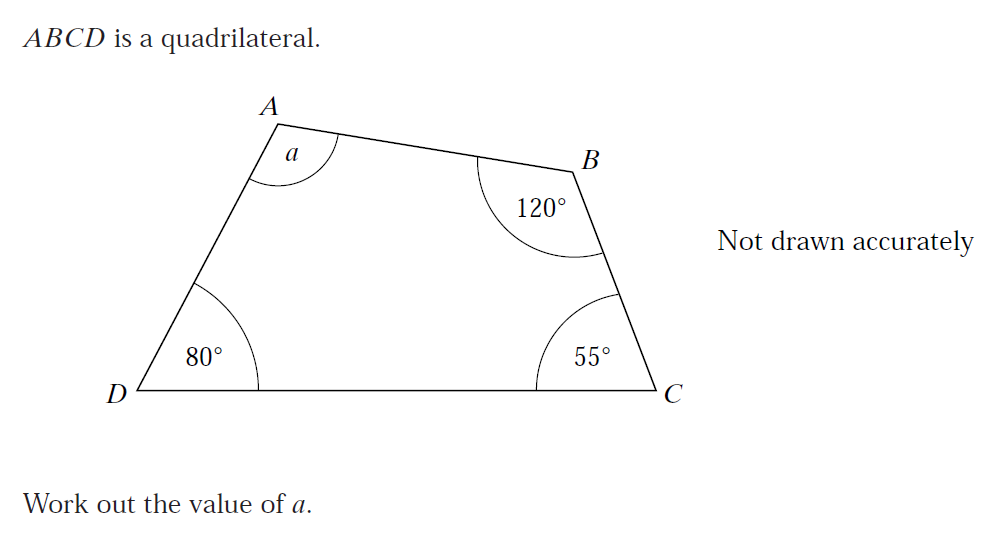 ABCD is a quadrilateral.
A
a
B
120°
Not drawn accurately
80°
55°
D
C
Work out the value of a.